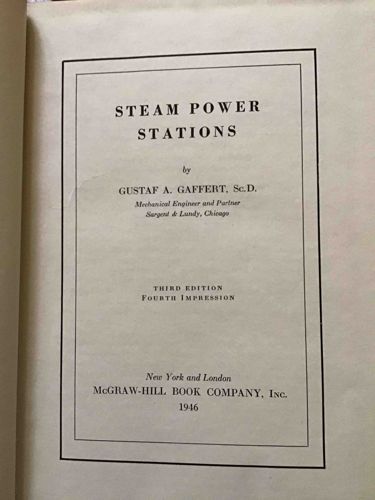 STEAM POWER
STATIONS
by
GUSTAF A. GAFFERT, Sc.D.
Mechanical Engineer and Partner
Sargent & Lundy, Chicago
THIRD EDITION
FOURTH IMPRESSION
New York and London
McGRAW-HILL BOOK COMPANY, INC.
1946